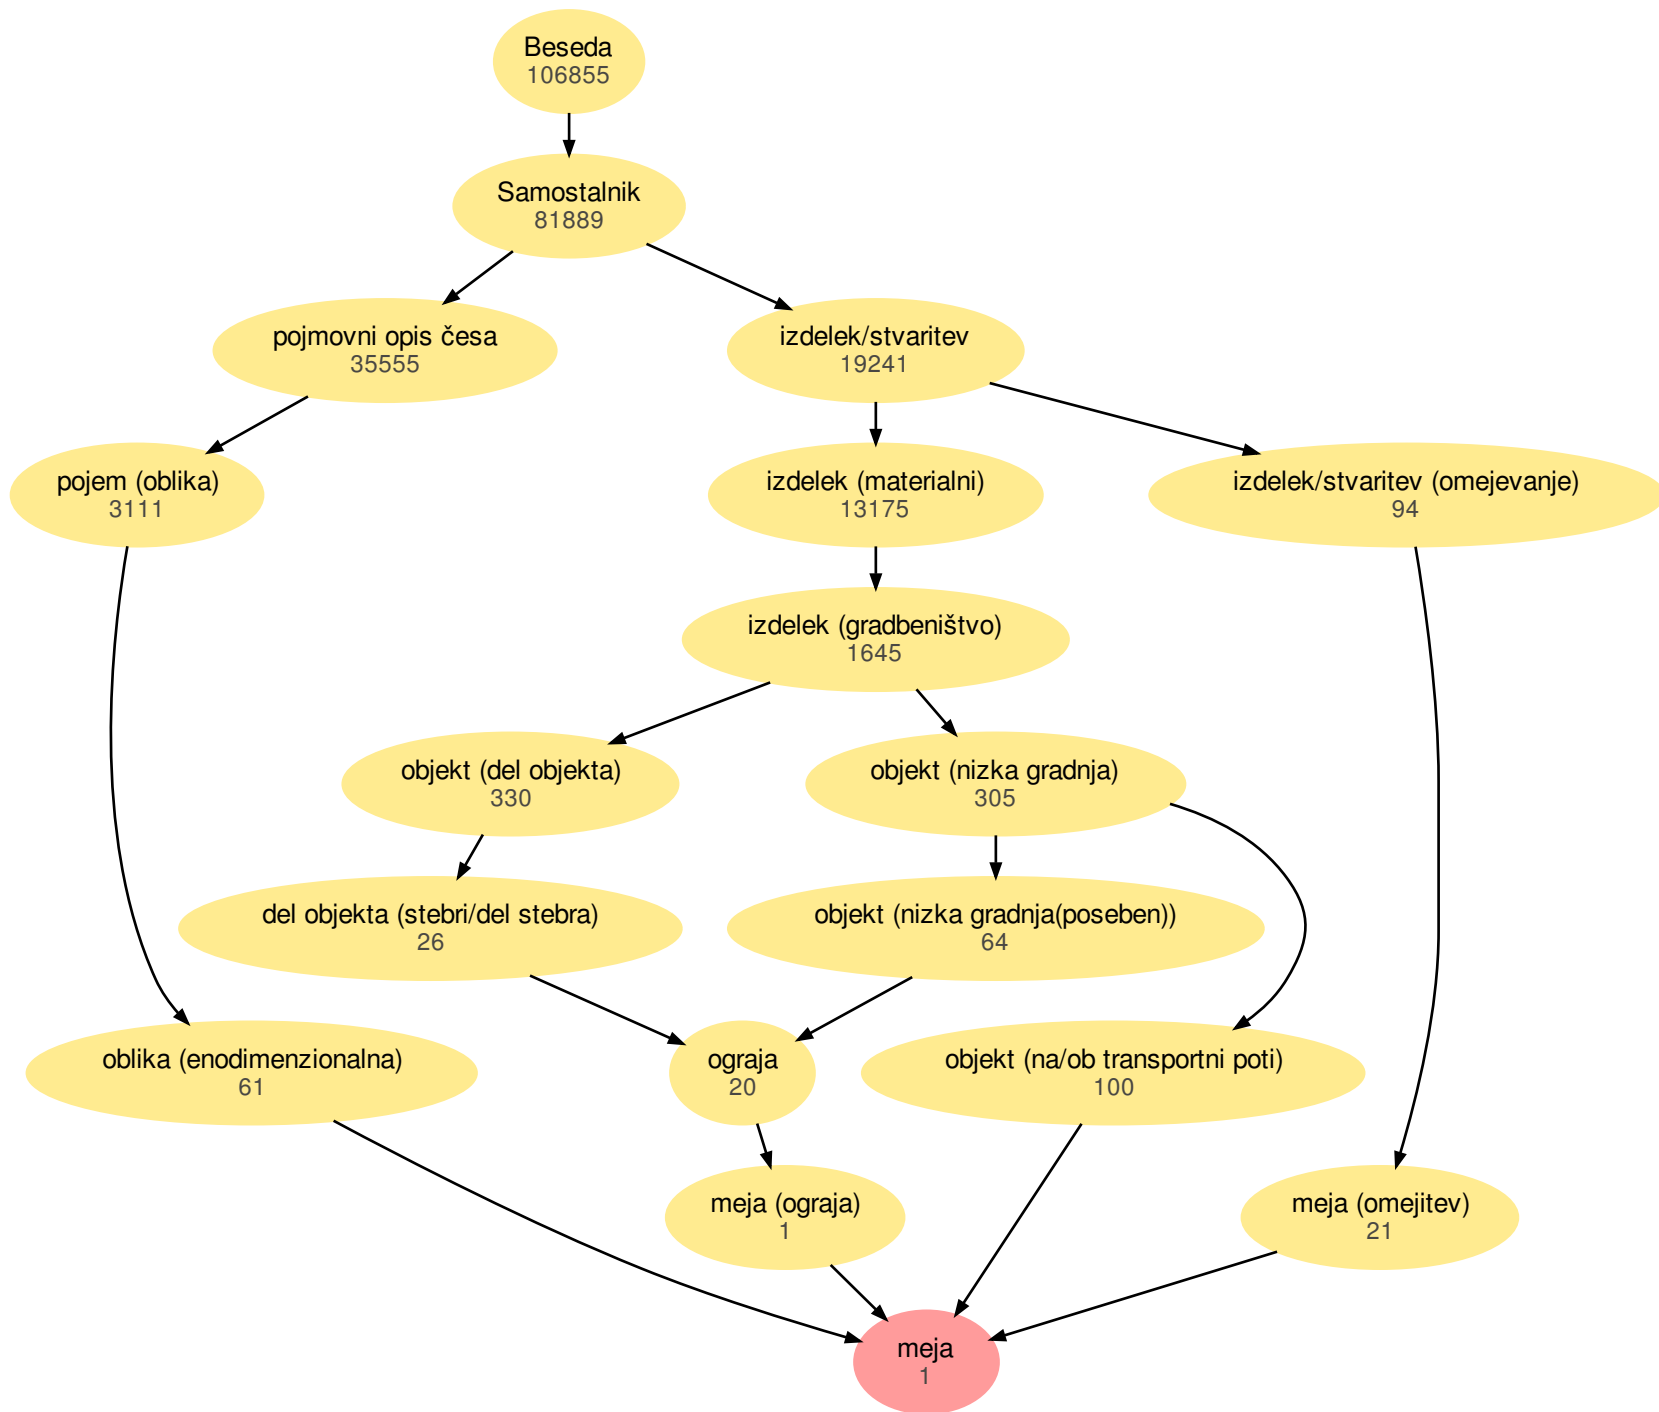 Beseda
106855
Samostalnik
81889
pojmovni opis česa
35555
izdelek/stvaritev
19241
pojem (oblika)
3111
izdelek (materialni)
13175
izdelek/stvaritev (omejevanje)
94
izdelek (gradbeništvo)
1645
objekt (del objekta)
330
objekt (nizka gradnja)
305
del objekta (stebri/del stebra)
26
objekt (nizka gradnja(poseben))
64
oblika (enodimenzionalna)
61
ograja
20
objekt (na/ob transportni poti)
100
meja (ograja)
1
meja (omejitev)
21
meja
1